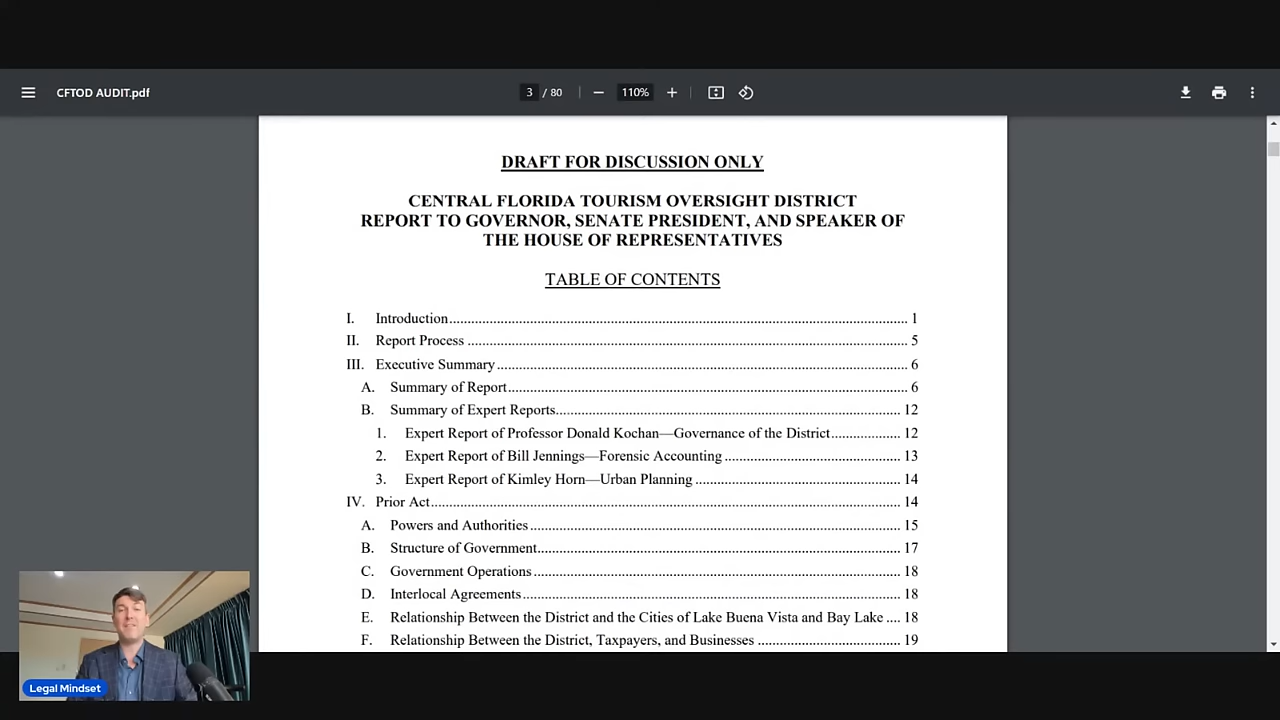 CFTOD AUDIT.pdf
3 / 80
110%
DRAFT FOR DISCUSSION ONLY
CENTRAL FLORIDA TOURISM OVERSIGHT DISTRICT
REPORT TO GOVERNOR, SENATE PRESIDENT, AND SPEAKER OF
THE HOUSE OF REPRESENTATIVES
TABLE OF CONTENTS
I. Introduction 1
II. Report Process 5
III. Executive Summary 6
A. Summary of Report 6
B. Summary of Expert Reports 12
1. Expert Report of Professor Donald Kochan—Governance of the District 12
2. Expert Report of Bill Jennings—Forensic Accounting 13
3. Expert Report of Kimley Horn—Urban Planning 14
IV. Prior Act 14
A. Powers and Authorities 15
B. Structure of Government 17
C. Government Operations 18
D. Interlocal Agreements 18
E. Relationship Between the District and the Cities of Lake Buena Vista and Bay Lake 18
F. Relationship Between the District, Taxpayers, and Businesses 19
Legal Mindset